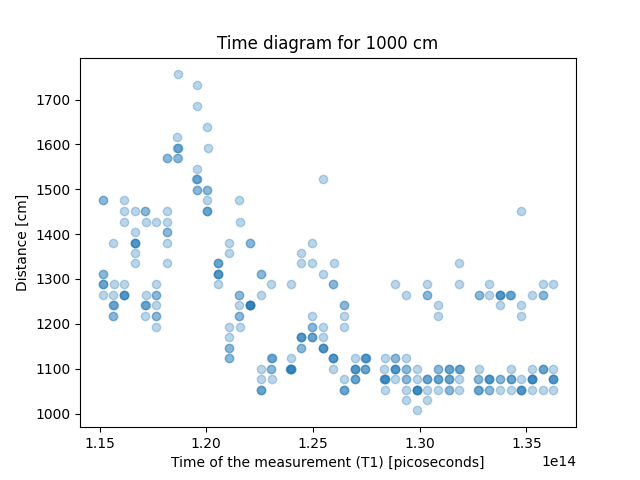 Time diagram for 1000 cm
Distance [cm]
1700
1600
1500
1400
1300
1200
1100
1000
1.15 1.20 1.25 1.30 1.35
1e14
Time of the measurement (T1) [picoseconds]